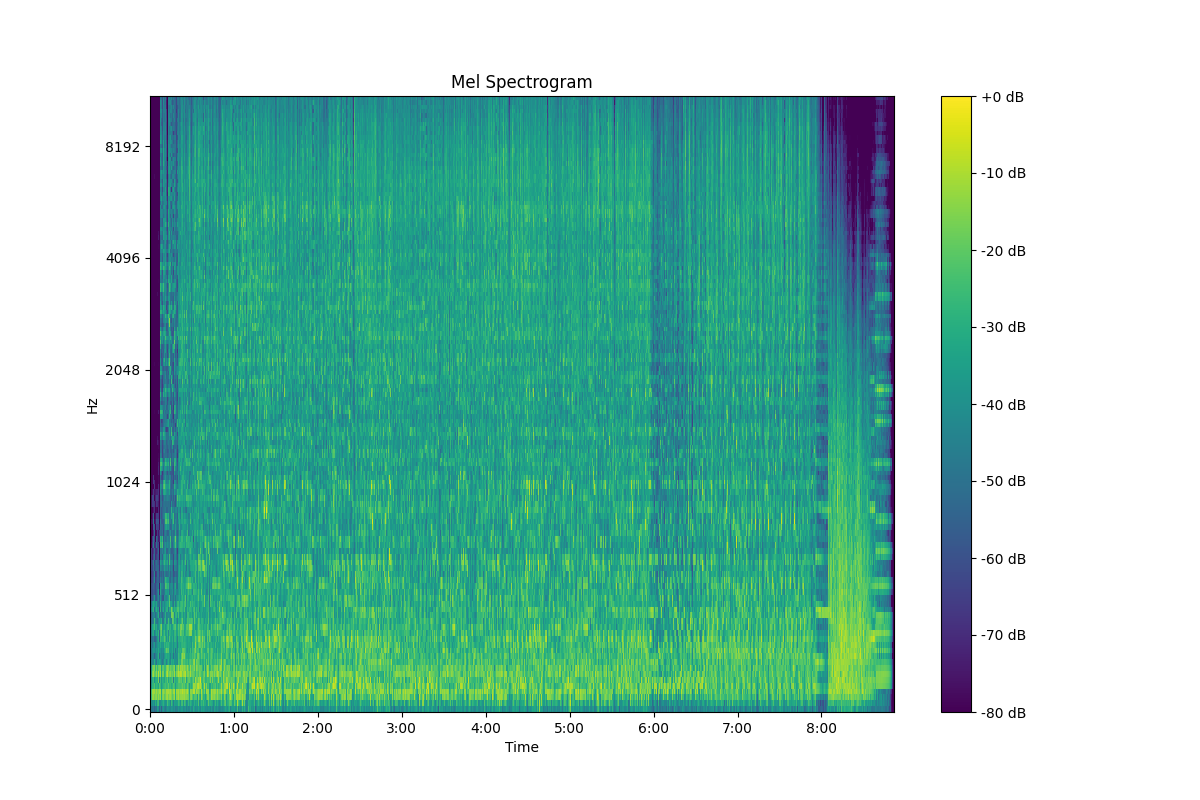 Mel Spectrogram
+0 dB
8192
-10 dB
-20 dB
4096
-30 dB
2048
-40 dB
Hz
1024
-50 dB
-60 dB
512
-70 dB
0
-80 dB
0:00 1:00 2:00 3:00 4:00 5:00 6:00 7:00 8:00
Time